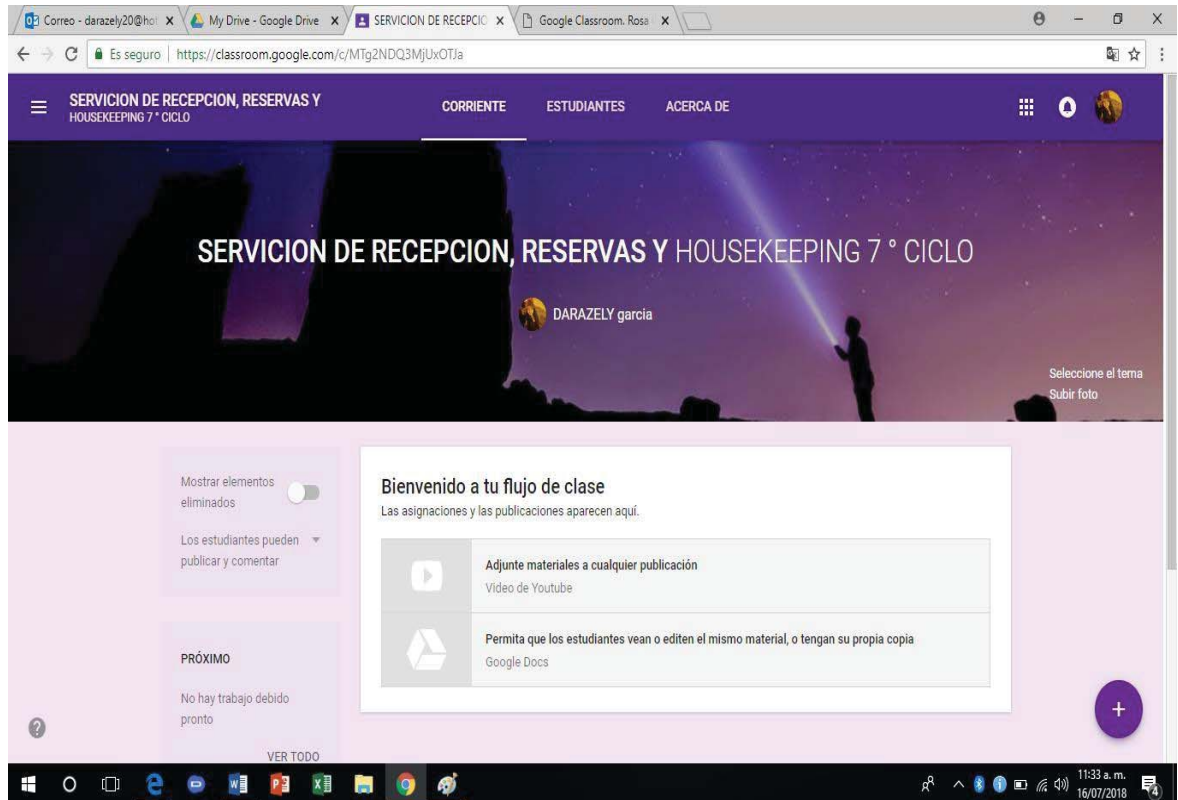 Correo - darazely20@hot
My Drive - Google Drive
SERVICION DE RECEPCIO
Google Classroom. Rosa
Es seguro | https://classroom.google.com/c/MTg2NDQ3MjUxOTJa
SERVICION DE RECEPCION, RESERVAS Y
HOUSEKEEPING 7 ° CICLO
CORRIENTE
ESTUDIANTES
ACERCA DE
SERVICION DE RECEPCION, RESERVAS Y HOUSEKEEPING 7 ° CICLO
DARAZELY garcia
Seleccione el tema
Subir foto
Mostrar elementos
eliminados
Los estudiantes pueden
publicar y comentar
PRÓXIMO
No hay trabajo debido
pronto
VER TODO
Bienvenido a tu flujo de clase
Las asignaciones y las publicaciones aparecen aquí.
Adjunte materiales a cualquier publicación
Video de Youtube
Permita que los estudiantes vean o editen el mismo material, o tengan su propia copia
Google Docs
11:33 a. m.
16/07/2018